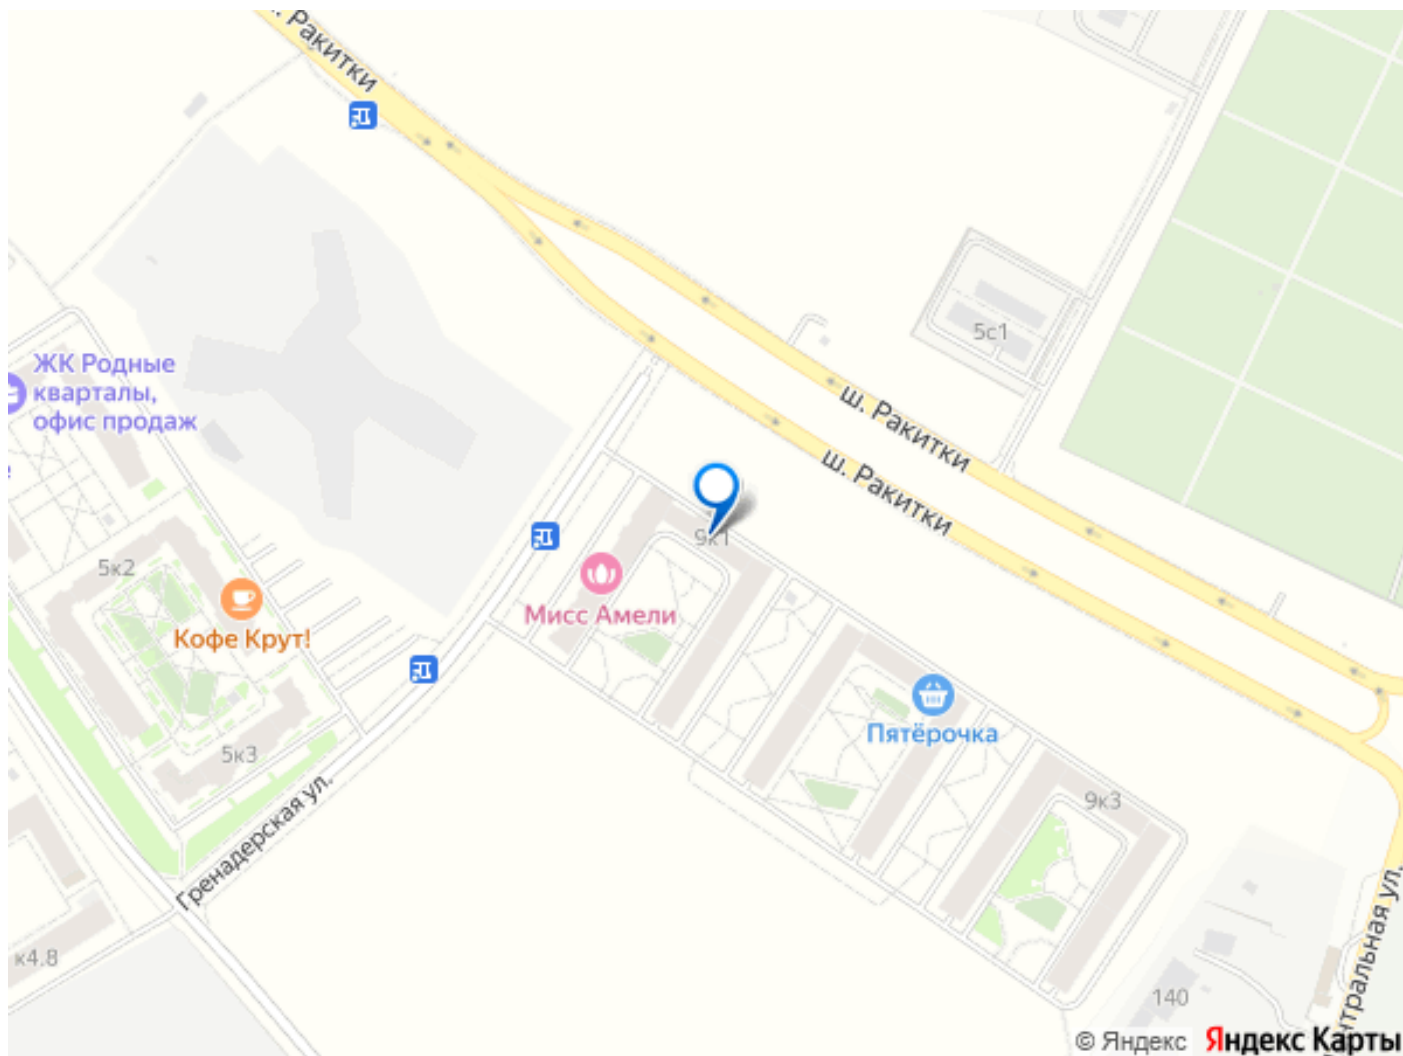 ш. Ракитки
5с1
ЖК Родные
кварталы,
офис продаж
ш. Ракитки
ш. Ракитки
9к1
5к2
Мисс Амели
Кофе Крут!
Пятёрочка
5к3
9к3
Гренадерская ул.
к4.8
140
нтральная ул.
© Яндекс
Яндекс Карты